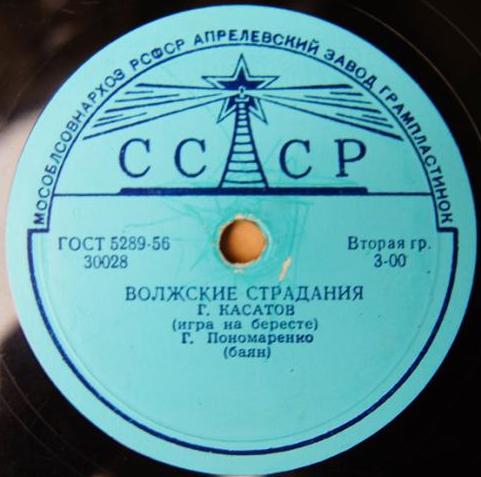 МОСОБЛСОВНАРХОЗ РСФСР АПРЕЛЕВСКИЙ ЗАВОД ГРАМПЛАСТИНОК
СССР
ГОСТ 5289-56
30028
Вторая гр.
3-00
ВОЛЖСКИЕ СТРАДАНИЯ
Г. КАСАТОВ
(игра на бересте)
Г. Пономаренко
(баян)